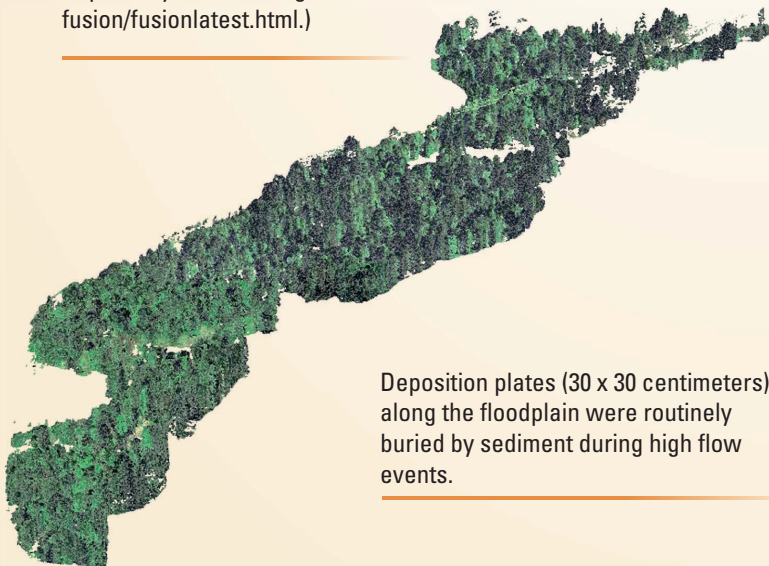 fusion/fusionlatest.html.)
Deposition plates (30 x 30 centimeters)
along the floodplain were routinely
buried by sediment during high flow
events.